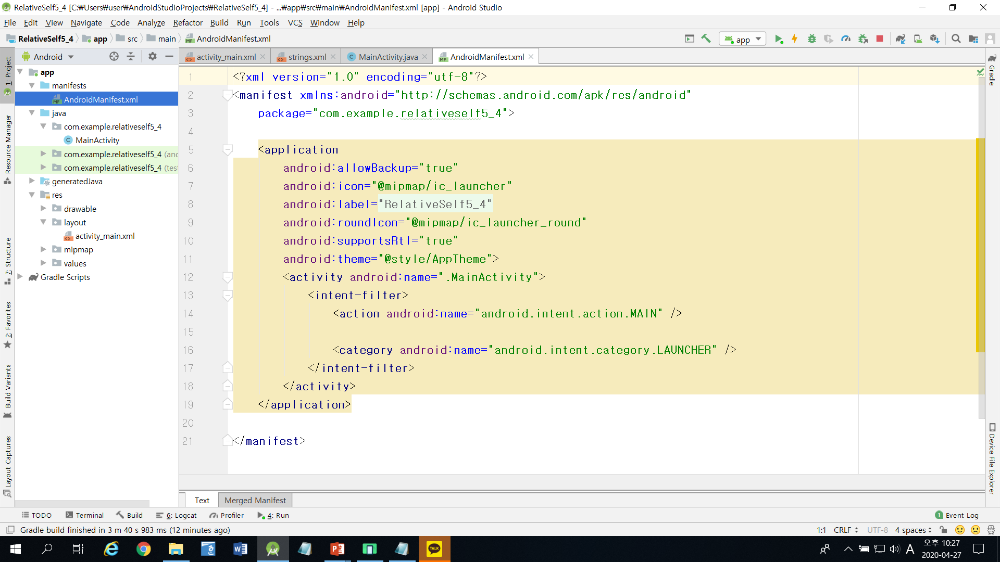 RelativeSelf5_4 [C:₩Users₩user₩AndroidStudioProjects₩RelativeSelf5_4] - ...₩app₩src₩main₩AndroidManifest.xml [app] - Android Studio
File Edit View Navigate Code Analyze Refactor Build Run Tools VCS Window Help
RelativeSelf5_4 app src main AndroidManifest.xml
app
Android
activity_main.xml strings.xml MainActivity.java AndroidManifest.xml
1: Project
Resource Manager
7: Structure
2: Favorites
Build Variants
Layout Captures
app
manifests
AndroidManifest.xml
java
com.example.relativeself5_4
MainActivity
com.example.relativeself5_4 (anc
com.example.relativeself5_4 (test
generatedJava
res
drawable
layout
activity_main.xml
mipmap
values
Gradle Scripts
1 <?xml version="1.0" encoding="utf-8"?>
2 <manifest xmlns:android="http://schemas.android.com/apk/res/android"
3 package="com.example.relativeself5_4">
4
5 <application
6 android:allowBackup="true"
7 android:icon="@mipmap/ic_launcher"
8 android:label="RelativeSelf5_4"
9 android:roundIcon="@mipmap/ic_launcher_round"
10 android:supportsRtl="true"
11 android:theme="@style/AppTheme">
12 <activity android:name=".MainActivity">
13 <intent-filter>
14 <action android:name="android.intent.action.MAIN" />
15
16 <category android:name="android.intent.category.LAUNCHER" />
17 </intent-filter>
18 </activity>
19 </application>
20
21 </manifest>
Gradle
Device File Explorer
Text Merged Manifest
TODO Terminal Build 6: Logcat Profiler 4: Run
1 Event Log
Gradle build finished in 3 m 40 s 983 ms (12 minutes ago)
1:1 CRLF UTF-8 4 spaces
TALK
A
오후 10:27
2020-04-27